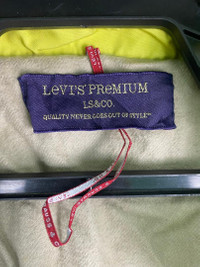 LEVI'S® PREMIUM
LS&CO.
QUALITY NEVER GOES OUT OF STYLE™